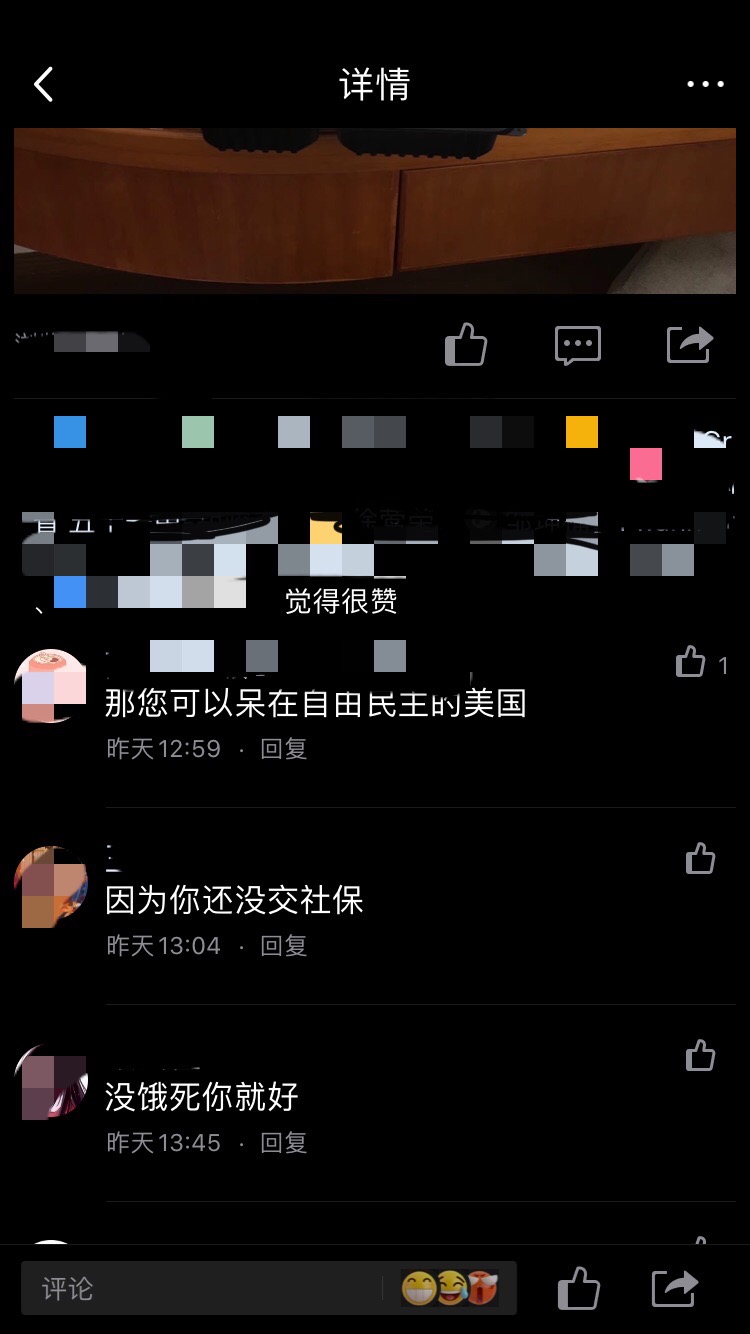 详情
觉得很赞
1
那您可以呆在自由民主的美国
昨天12:59 · 回复
因为你还没交社保
昨天13:04 · 回复
没饿死你就好
昨天13:45 · 回复
评论